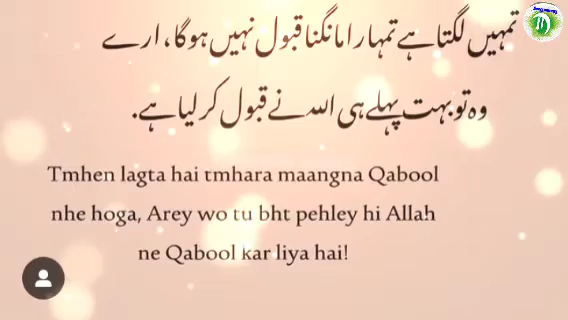 تمہیں لگتا ہے تمہارا مانگنا قبول نہیں ہوگا، ارے
وہ تو بہت پہلے ہی اللہ نے قبول کر لیا ہے.
Tmhen lagta hai tmhara maangna Qabool
nhe hoga, Arey wo tu bht pehley hi Allah
ne Qabool kar liya hai!